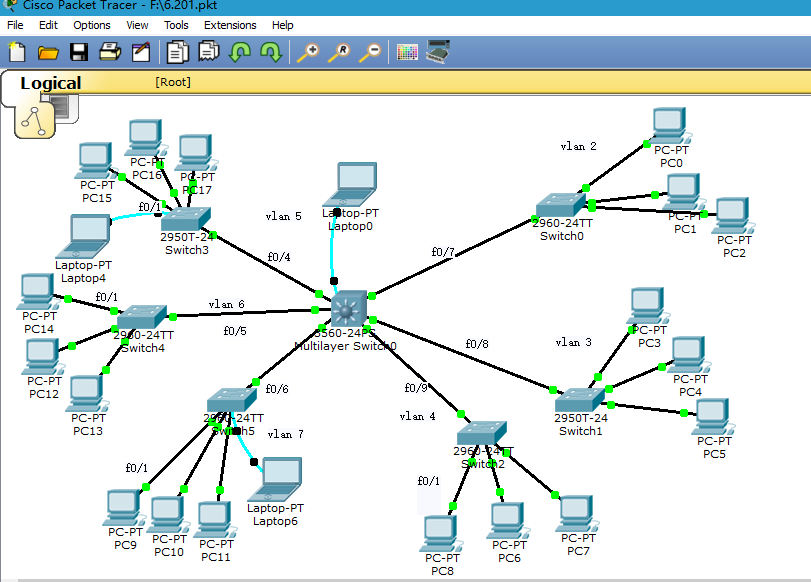 Cisco Packet Tracer - F:\6.201.pkt
File Edit Options View Tools Extensions Help
Logical
[Root]
PC-PT
PC15
PC-PT
PC16
PC-PT
PC17
f0/1
2950T-24
Switch3
Laptop-PT
Laptop4
vlan 5
f0/4
Laptop-PT
Laptop0
vlan 2
PC-PT
PC0
2960-24TT
Switch0
PC-PT
PC1
PC-PT
PC2
f0/7
PC-PT
PC14
f0/1
2960-24TT
Switch4
PC-PT
PC12
PC-PT
PC13
vlan 6
f0/5
3560-24PS
Multilayer Switch0
f0/8
vlan 3
PC-PT
PC3
PC-PT
PC4
2950T-24
Switch1
PC-PT
PC5
f0/6
2960-24TT
Switch5
vlan 7
f0/1
Laptop-PT
Laptop6
PC-PT
PC9
PC-PT
PC10
PC-PT
PC11
f0/9
vlan 4
2960-24TT
Switch2
f0/1
PC-PT
PC8
PC-PT
PC6
PC-PT
PC7